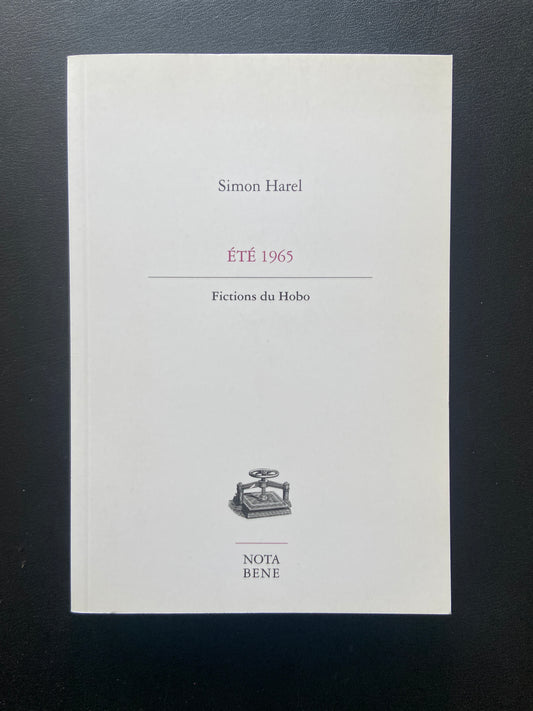 Simon Harel
ÉTÉ 1965
Fictions du Hobo
NOTA
BENE